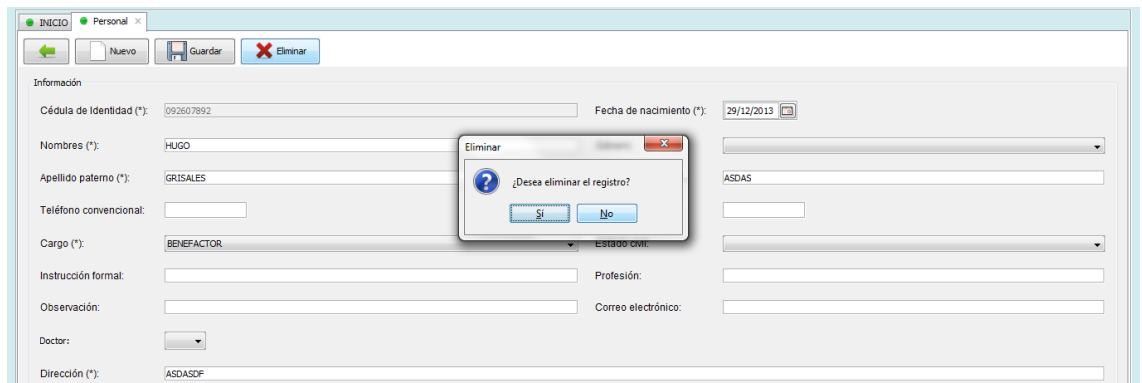 INICIO Personal
Nuevo Guardar Eliminar
Información
Cédula de Identidad (*): 092607892 Fecha de nacimiento (*): 29/12/2013
Nombres (*): HUGO
Apellido paterno (*): GRISALES ASDAS
Eliminar
¿Desea eliminar el registro?
Sí No
Teléfono convencional:
Cargo (*): BENEFACTOR Estado civil:
Instrucción formal: Profesión:
Observación: Correo electrónico:
Doctor:
Dirección (*): ASDASDF